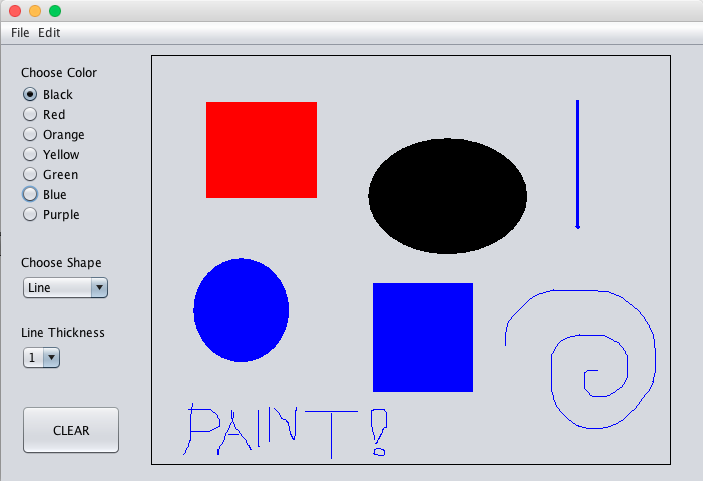 File Edit
Choose Color
Black
Red
Orange
Yellow
Green
Blue
Purple
Choose Shape
Line
Line Thickness
1
CLEAR
PAINT!